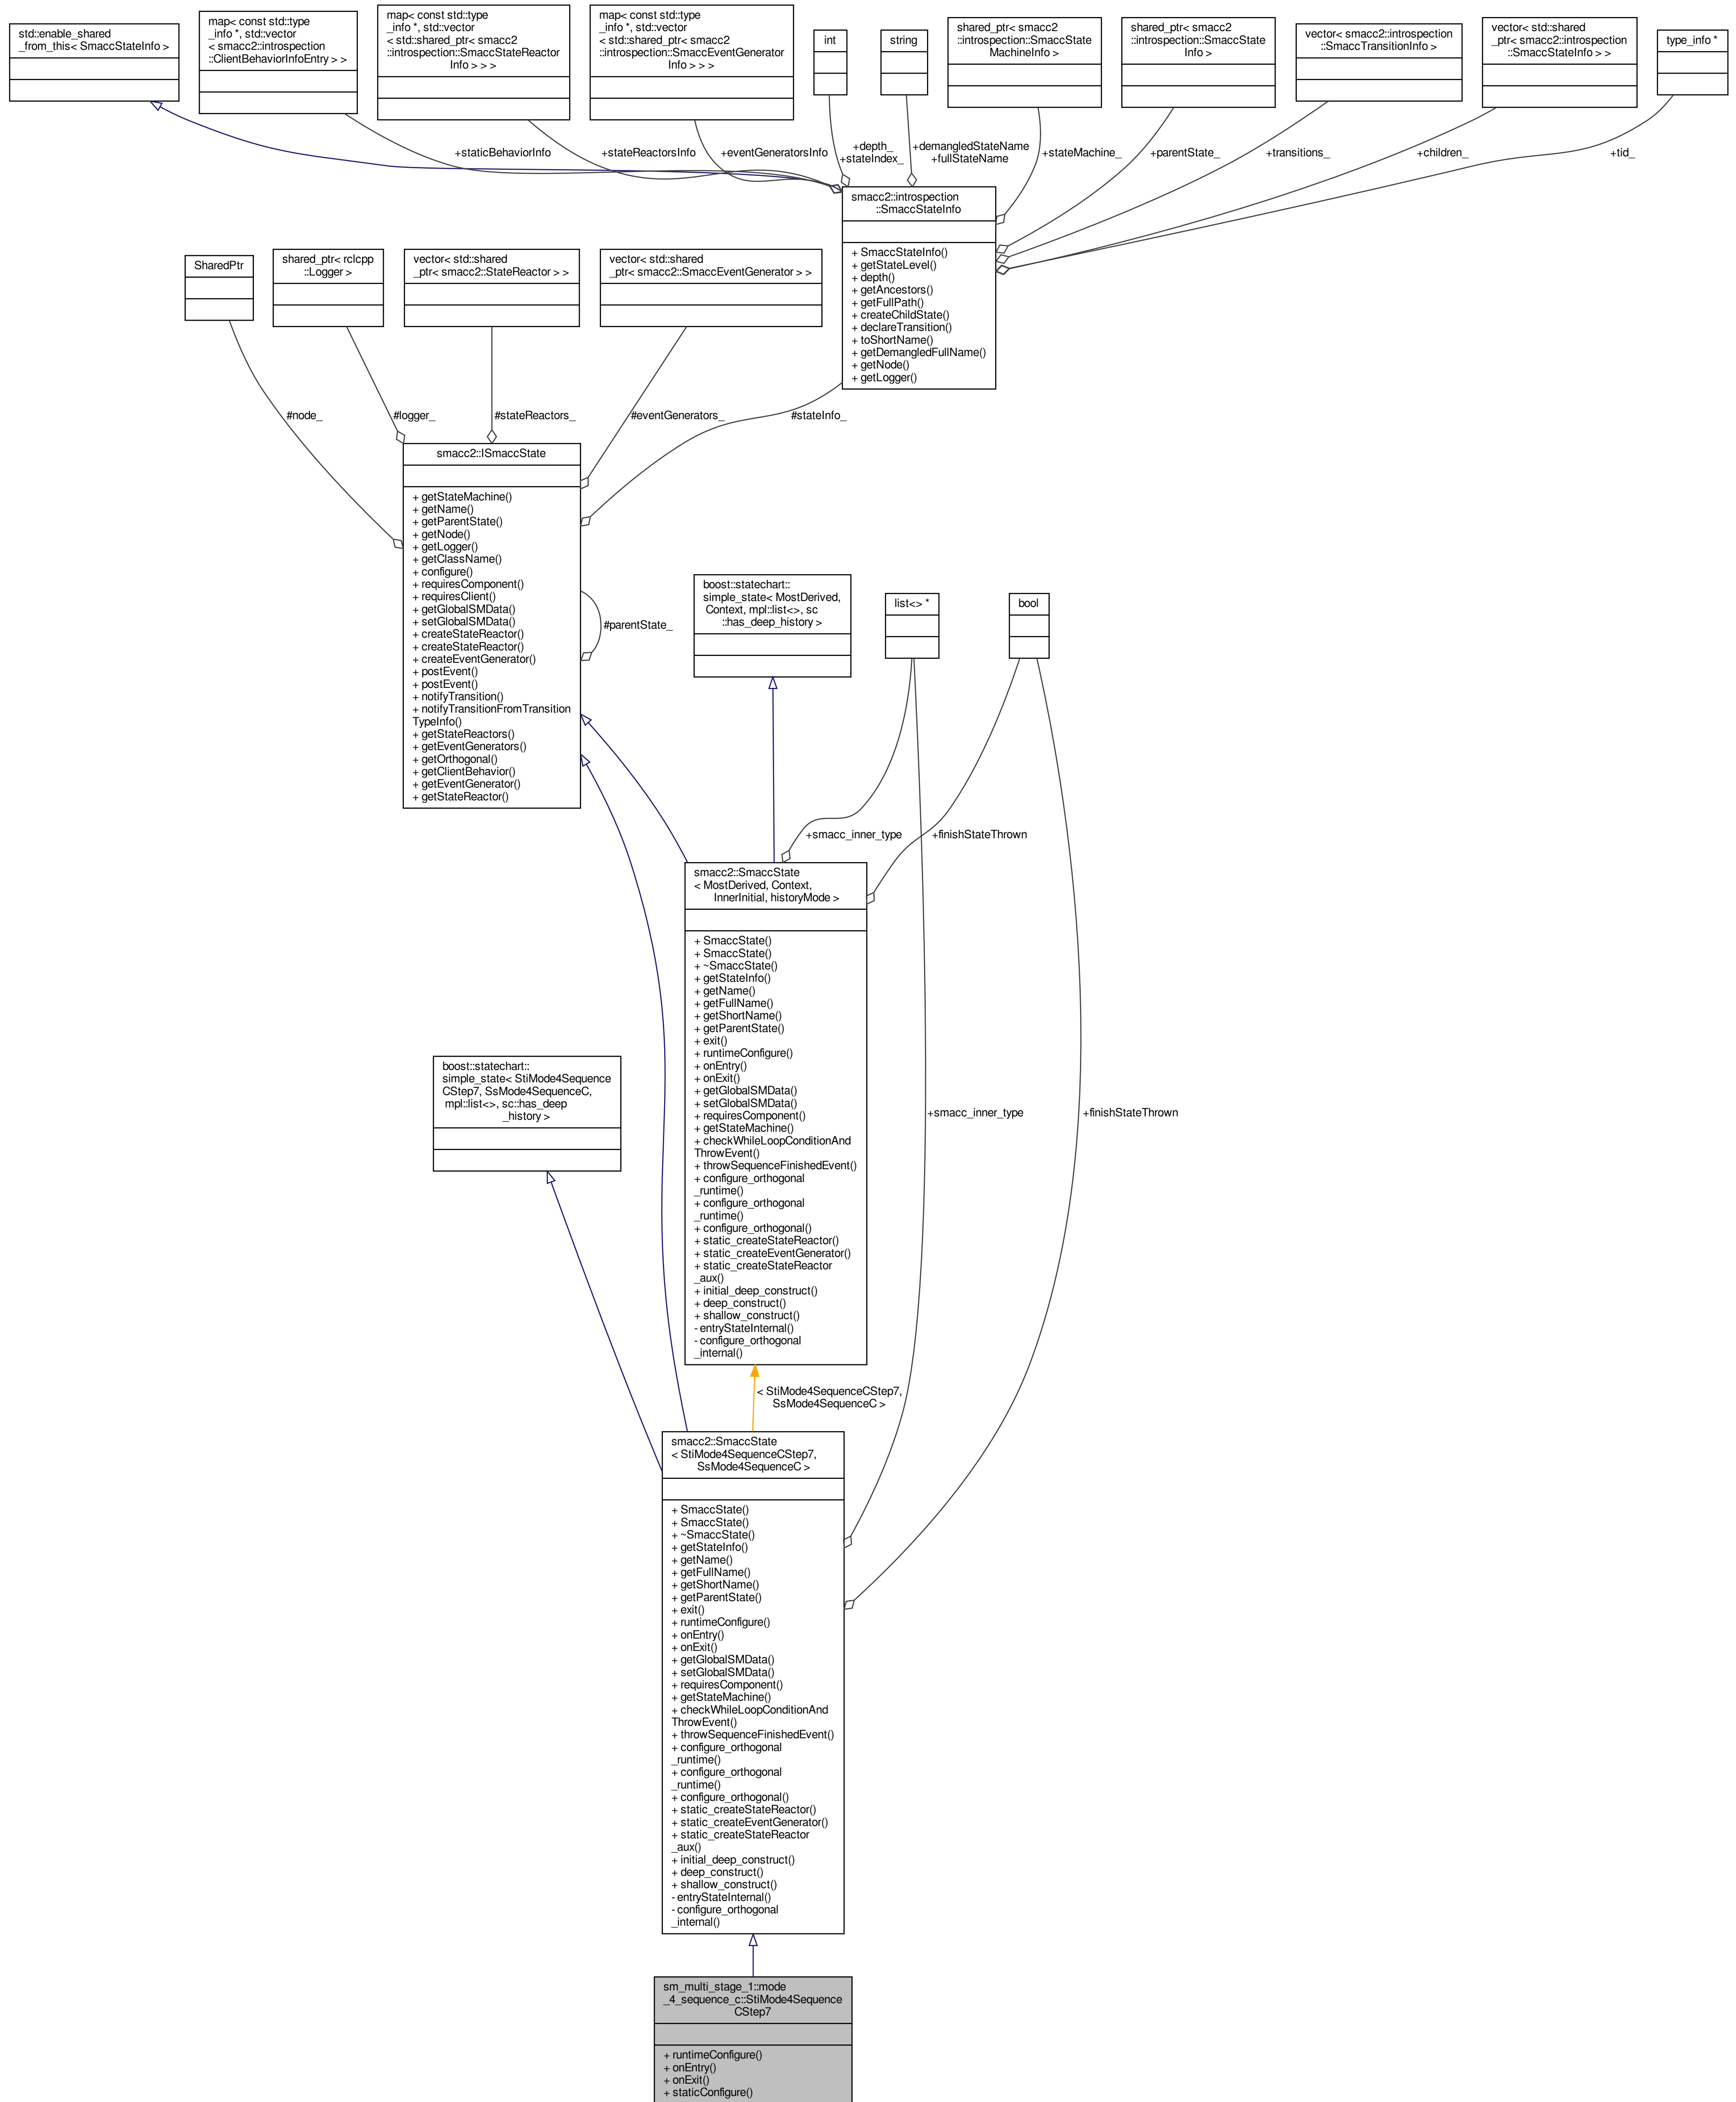 std::enable_shared
_from_this< SmaccStateInfo >
map< const std::type
_info *, std::vector
< smacc2::introspection
::ClientBehaviorInfoEntry > >
map< const std::type
_info *, std::vector
< std::shared_ptr< smacc2
::introspection::SmaccStateReactor
Info > > >
map< const std::type
_info *, std::vector
< std::shared_ptr< smacc2
::introspection::SmaccEventGenerator
Info > > >
int
string
shared_ptr< smacc2
::introspection::SmaccState
MachineInfo >
shared_ptr< smacc2
::introspection::SmaccState
Info >
vector< smacc2::introspection
::SmaccTransitionInfo >
vector< std::shared
_ptr< smacc2::introspection
::SmaccStateInfo > >
type_info *
+staticBehaviorInfo
+stateReactorsInfo
+eventGeneratorsInfo
+depth_
+stateIndex_
+demangledStateName
+fullStateName
+stateMachine_
+parentState_
+transitions_
+children_
+tid_
smacc2::introspection
::SmaccStateInfo
+ SmaccStateInfo()
+ getStateLevel()
+ depth()
+ getAncestors()
+ getFullPath()
+ createChildState()
+ declareTransition()
+ toShortName()
+ getDemangledFullName()
+ getNode()
+ getLogger()
SharedPtr
shared_ptr< rclcpp
::Logger >
vector< std::shared
_ptr< smacc2::StateReactor > >
vector< std::shared
_ptr< smacc2::SmaccEventGenerator > >
#node_
#logger_
#stateReactors_
#eventGenerators_
#stateInfo_
smacc2::ISmaccState
+ getStateMachine()
+ getName()
+ getParentState()
+ getNode()
+ getLogger()
+ getClassName()
+ configure()
+ requiresComponent()
+ requiresClient()
+ getGlobalSMData()
+ setGlobalSMData()
+ createStateReactor()
+ createStateReactor()
+ createEventGenerator()
+ postEvent()
+ postEvent()
+ notifyTransition()
+ notifyTransitionFromTransition
TypeInfo()
+ getStateReactors()
+ getEventGenerators()
+ getOrthogonal()
+ getClientBehavior()
+ getEventGenerator()
+ getStateReactor()
#parentState_
boost::statechart::
simple_state< MostDerived,
Context, mpl::list<>, sc
::has_deep_history >
list<> *
bool
+smacc_inner_type
+finishStateThrown
smacc2::SmaccState
< MostDerived, Context,
InnerInitial, historyMode >
+ SmaccState()
+ SmaccState()
+ ~SmaccState()
+ getStateInfo()
+ getName()
+ getFullName()
+ getShortName()
+ getParentState()
+ exit()
+ runtimeConfigure()
+ onEntry()
+ onExit()
+ getGlobalSMData()
+ setGlobalSMData()
+ requiresComponent()
+ getStateMachine()
+ checkWhileLoopConditionAnd
ThrowEvent()
+ throwSequenceFinishedEvent()
+ configure_orthogonal
_runtime()
+ configure_orthogonal
_runtime()
+ configure_orthogonal()
+ static_createStateReactor()
+ static_createEventGenerator()
+ static_createStateReactor
_aux()
+ initial_deep_construct()
+ deep_construct()
+ shallow_construct()
- entryStateInternal()
- configure_orthogonal
_internal()
boost::statechart::
simple_state< StiMode4Sequence
CStep7, SsMode4SequenceC,
mpl::list<>, sc::has_deep
_history >
+smacc_inner_type
+finishStateThrown
< StiMode4SequenceCStep7,
SsMode4SequenceC >
smacc2::SmaccState
< StiMode4SequenceCStep7,
SsMode4SequenceC >
+ SmaccState()
+ SmaccState()
+ ~SmaccState()
+ getStateInfo()
+ getName()
+ getFullName()
+ getShortName()
+ getParentState()
+ exit()
+ runtimeConfigure()
+ onEntry()
+ onExit()
+ getGlobalSMData()
+ setGlobalSMData()
+ requiresComponent()
+ getStateMachine()
+ checkWhileLoopConditionAnd
ThrowEvent()
+ throwSequenceFinishedEvent()
+ configure_orthogonal
_runtime()
+ configure_orthogonal
_runtime()
+ configure_orthogonal()
+ static_createStateReactor()
+ static_createEventGenerator()
+ static_createStateReactor
_aux()
+ initial_deep_construct()
+ deep_construct()
+ shallow_construct()
- entryStateInternal()
- configure_orthogonal
_internal()
sm_multi_stage_1::mode
_4_sequence_c::StiMode4Sequence
CStep7
+ runtimeConfigure()
+ onEntry()
+ onExit()
+ staticConfigure()